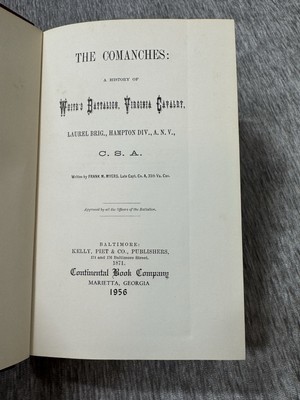 THE COMANCHES:
A HISTORY OF
White's Battalion, Virginia Cavalry,
LAUREL BRIG., HAMPTON DIV., A. N. V.,
C. S. A.
Written by FRANK M. MYERS, Late Capt. Co. A, 35th Va. Cav.
Approved by all the Officers of the Battalion.
BALTIMORE:
KELLY, PIET & CO., PUBLISHERS,
174 and 176 Baltimore Street.
1871.
Continental Book Company
MARIETTA, GEORGIA
1956